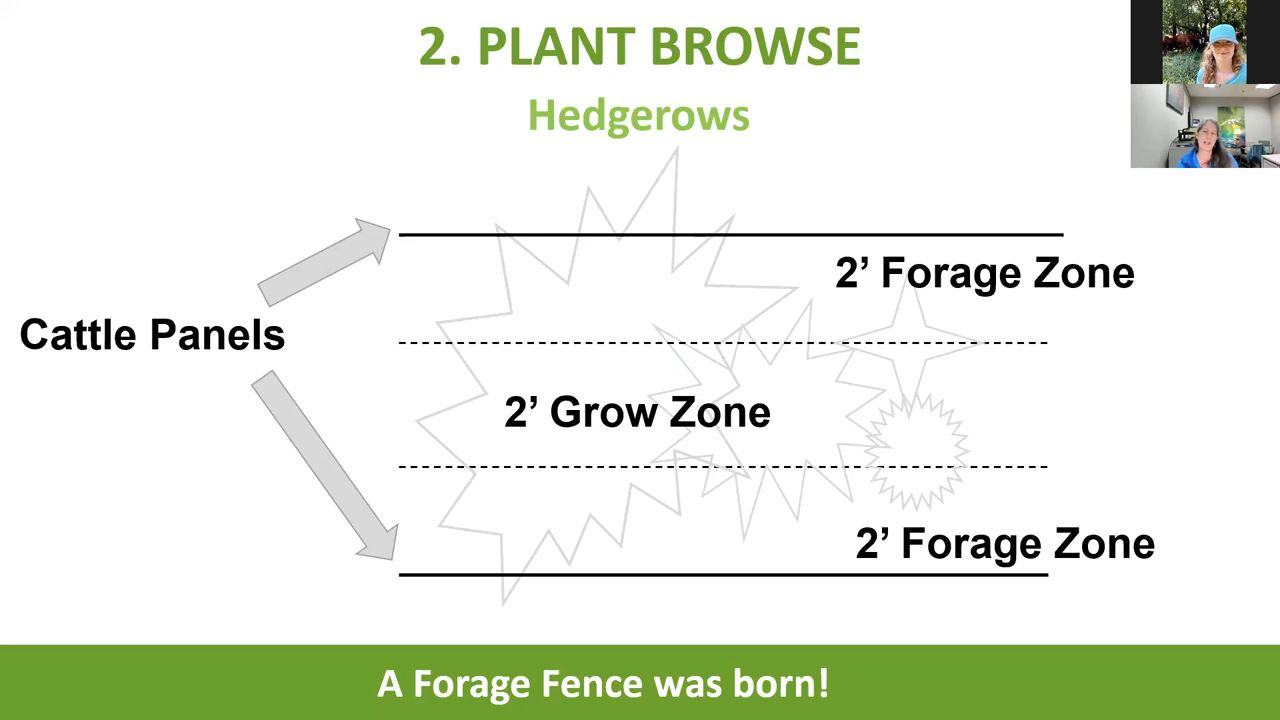 2. PLANT BROWSE
Hedgerows
2’ Forage Zone
Cattle Panels
2’ Grow Zone
2’ Forage Zone
A Forage Fence was born!